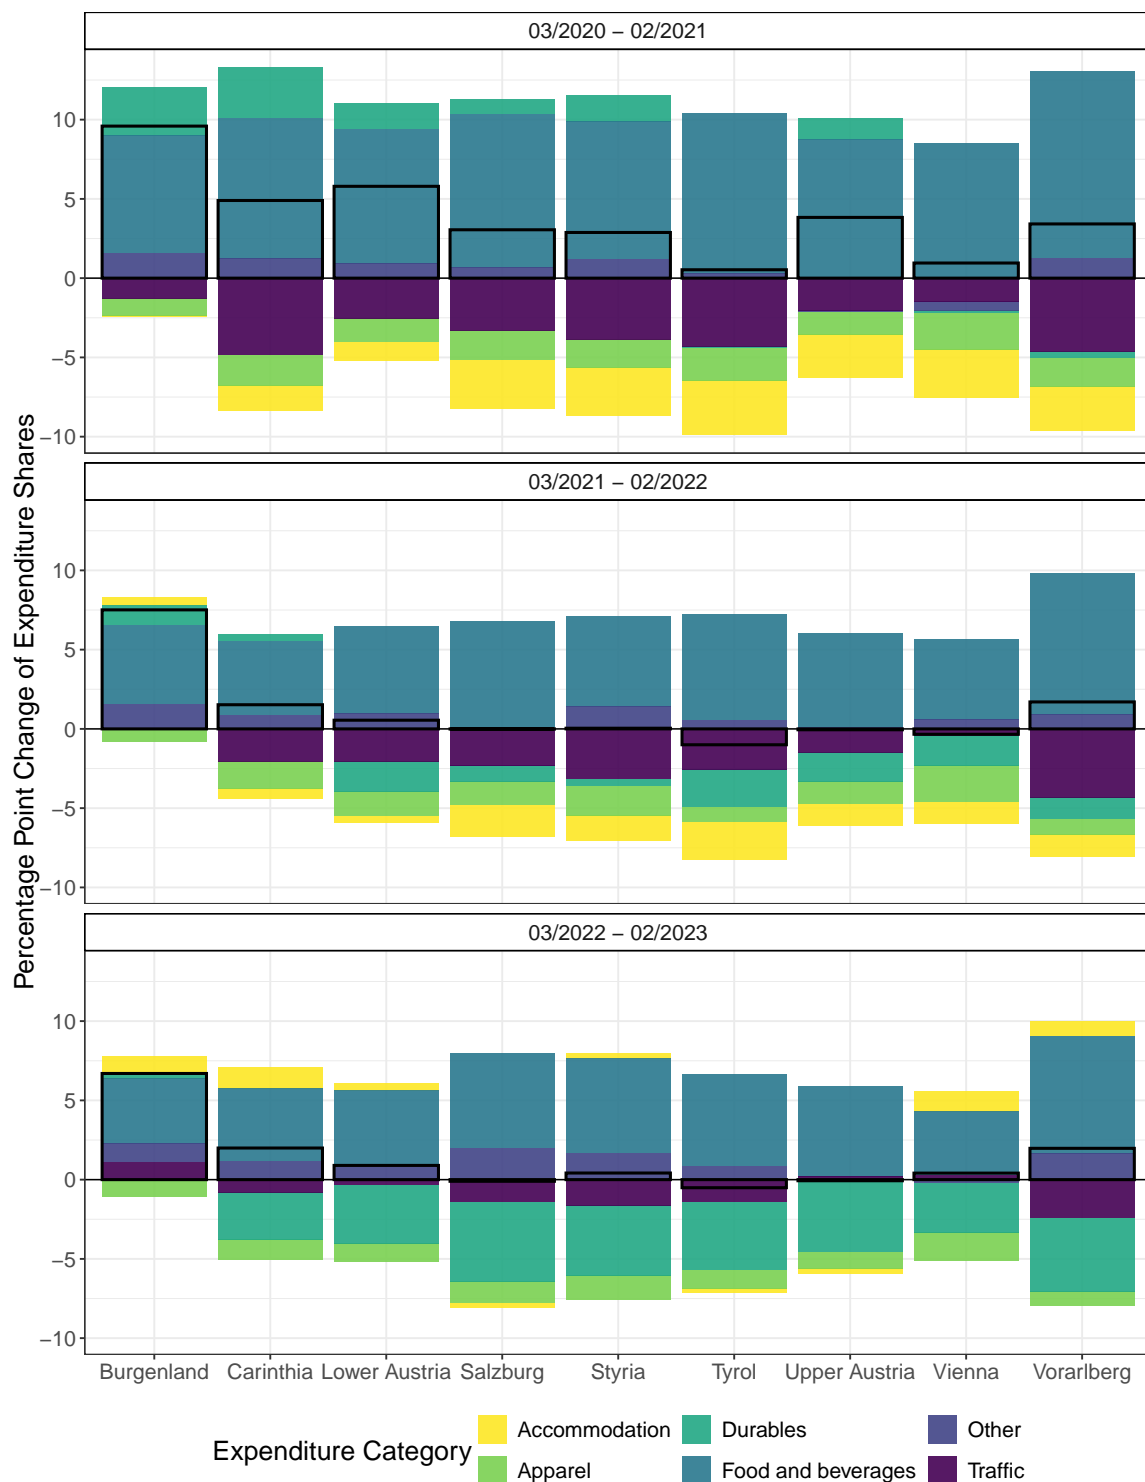 03/2020 − 02/2021
10
5
0
−5
−10
03/2021 − 02/2022
10
5
0
−5
−10
03/2022 − 02/2023
10
5
0
−5
−10
Percentage Point Change of Expenditure Shares
Burgenland Carinthia Lower Austria Salzburg Styria Tyrol Upper Austria Vienna Vorarlberg
Expenditure Category
Accommodation Durables Other
Apparel Food and beverages Traffic